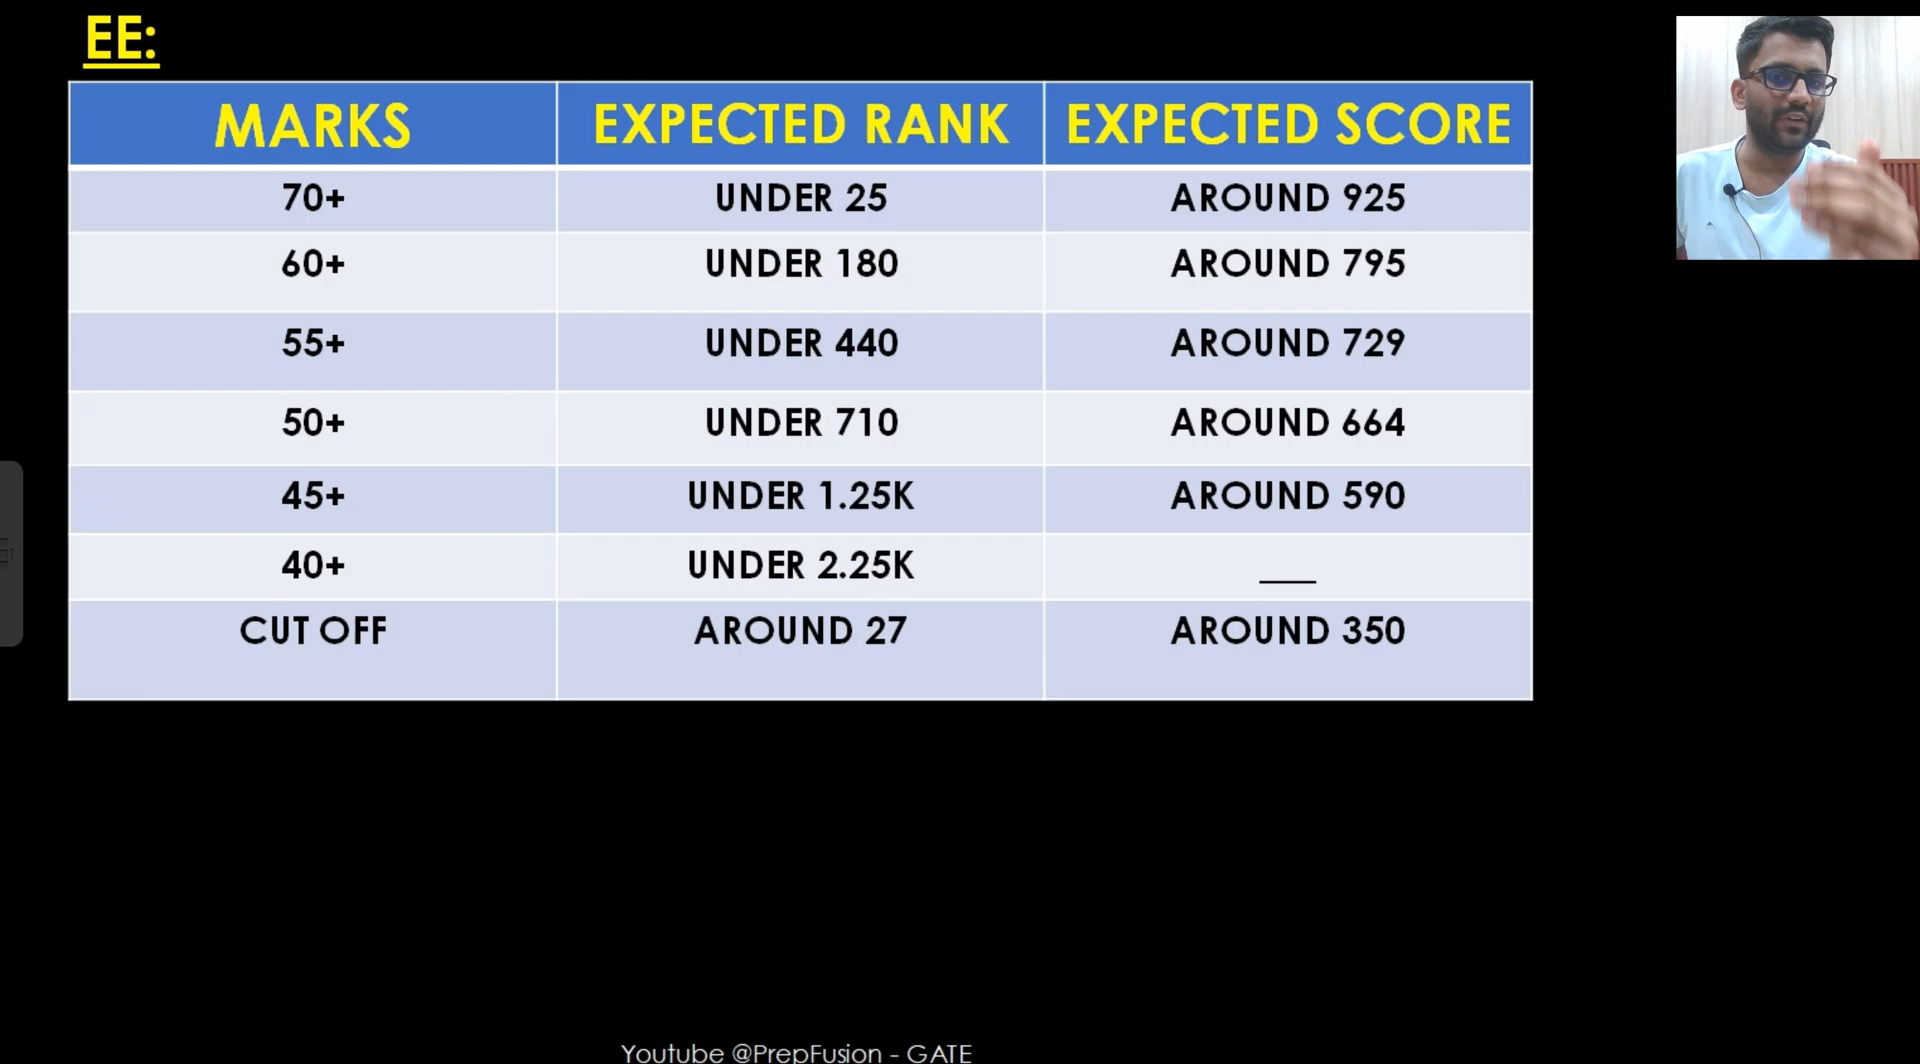 EE:
MARKS EXPECTED RANK EXPECTED SCORE
70+ UNDER 25 AROUND 925
60+ UNDER 180 AROUND 795
55+ UNDER 440 AROUND 729
50+ UNDER 710 AROUND 664
45+ UNDER 1.25K AROUND 590
40+ UNDER 2.25K ___
CUT OFF AROUND 27 AROUND 350
Youtube @PrepFusion - GATE